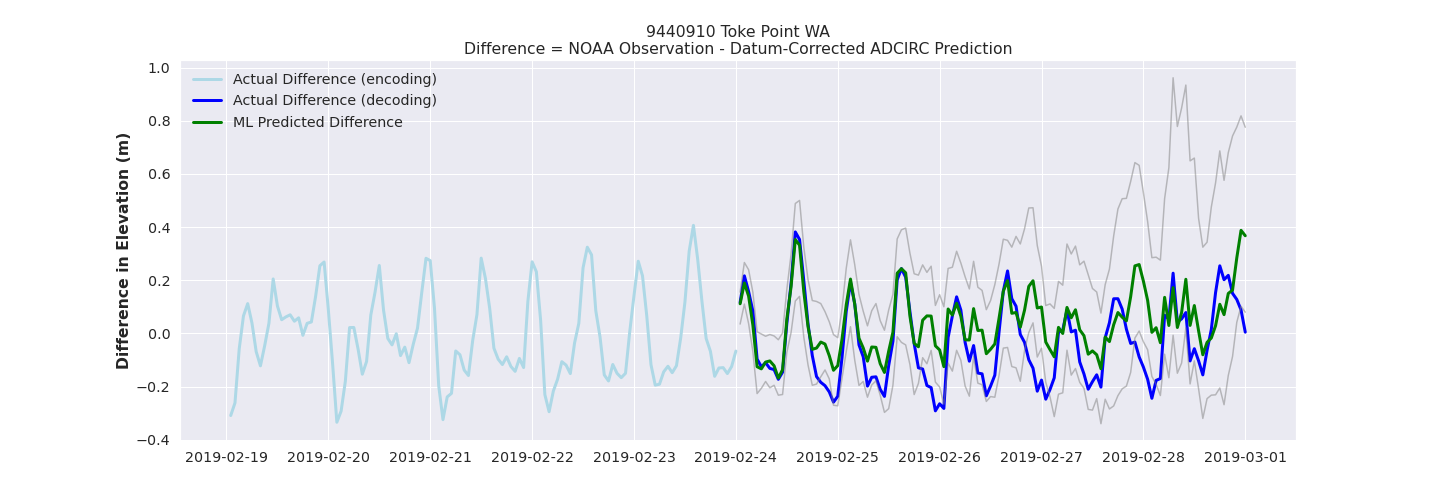 9440910 Toke Point WA
Difference = NOAA Observation - Datum-Corrected ADCIRC Prediction
Actual Difference (encoding)
Actual Difference (decoding)
ML Predicted Difference
Difference in Elevation (m)
1.0
0.8
0.6
0.4
0.2
0.0
−0.2
−0.4
2019-02-19 2019-02-20 2019-02-21 2019-02-22 2019-02-23 2019-02-24 2019-02-25 2019-02-26 2019-02-27 2019-02-28 2019-03-01